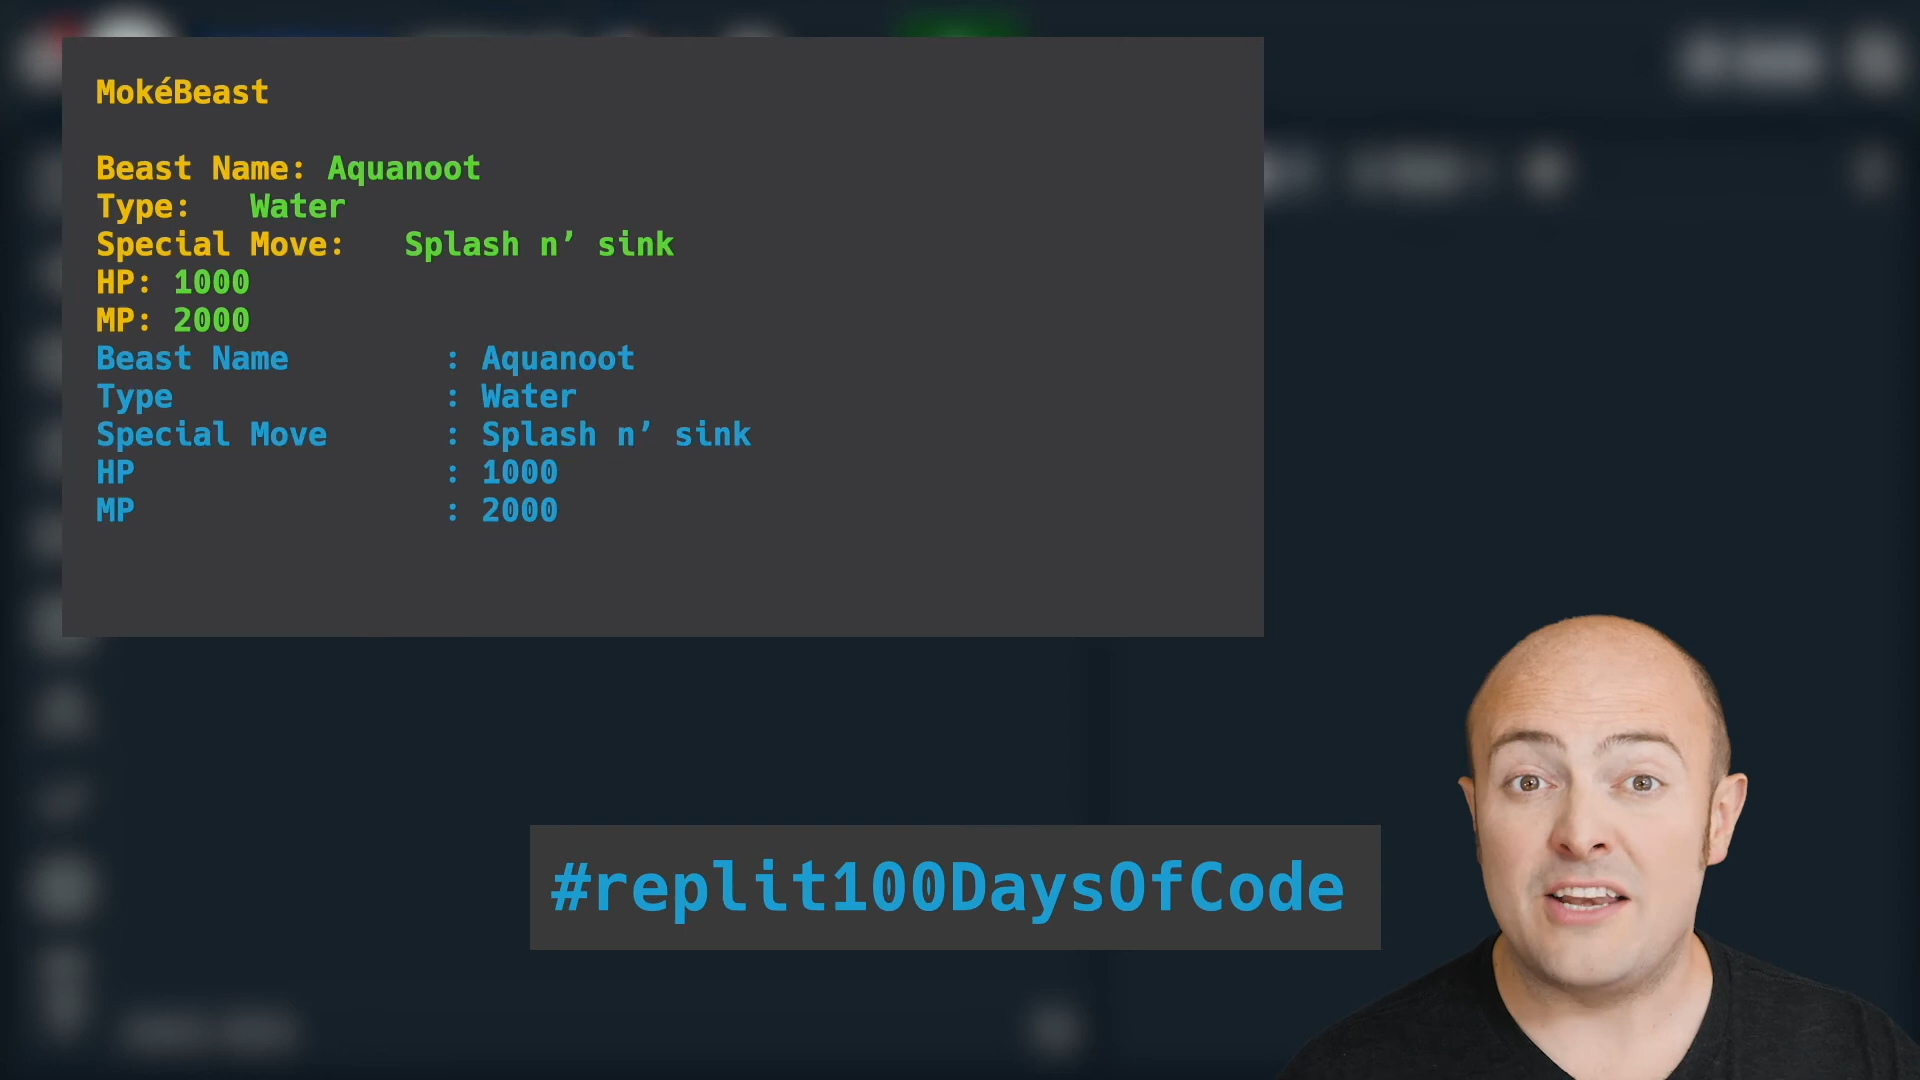 MokéBeast
Beast Name: Aquanoot
Type: Water
Special Move: Splash n’ sink
HP: 1000
MP: 2000
Beast Name : Aquanoot
Type : Water
Special Move : Splash n’ sink
HP : 1000
MP : 2000
#replit100DaysOfCode